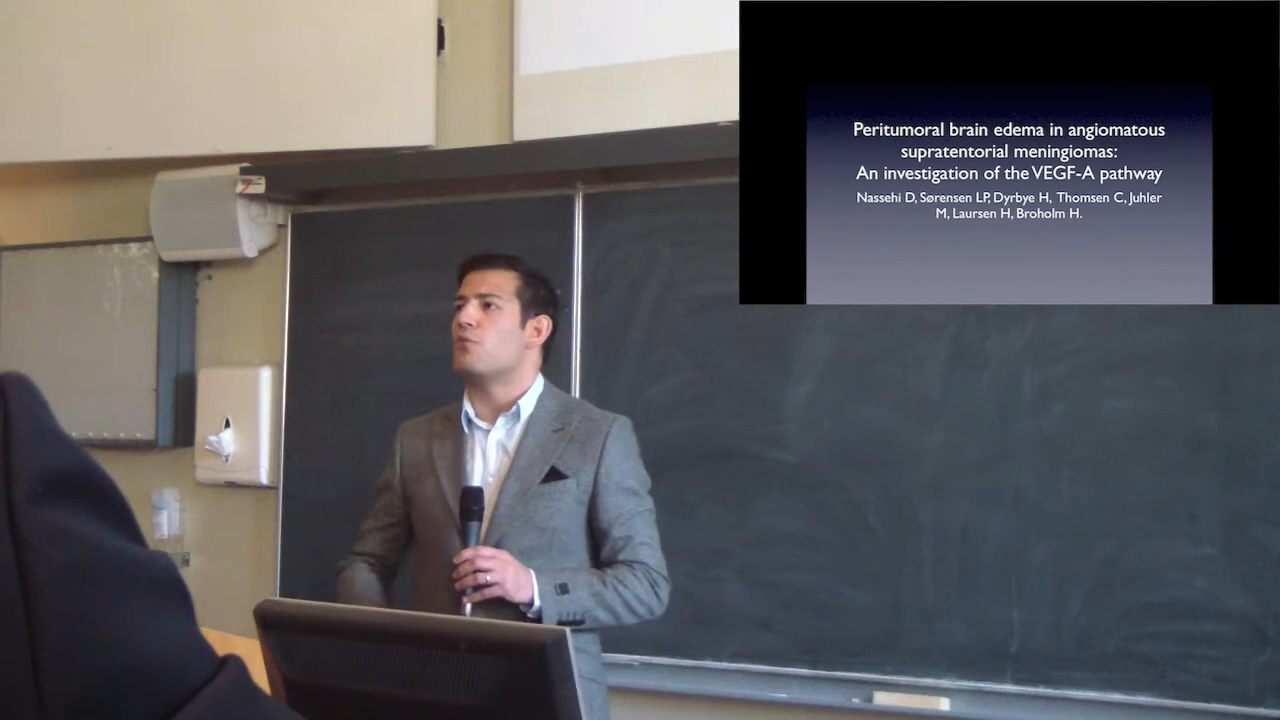 Peritumoral brain edema in angiomatous
supratentorial meningiomas:
An investigation of the VEGF-A pathway
Nassehi D, Sørensen LP, Dyrbye H, Thomsen C, Juhler
M, Laursen H, Broholm H.